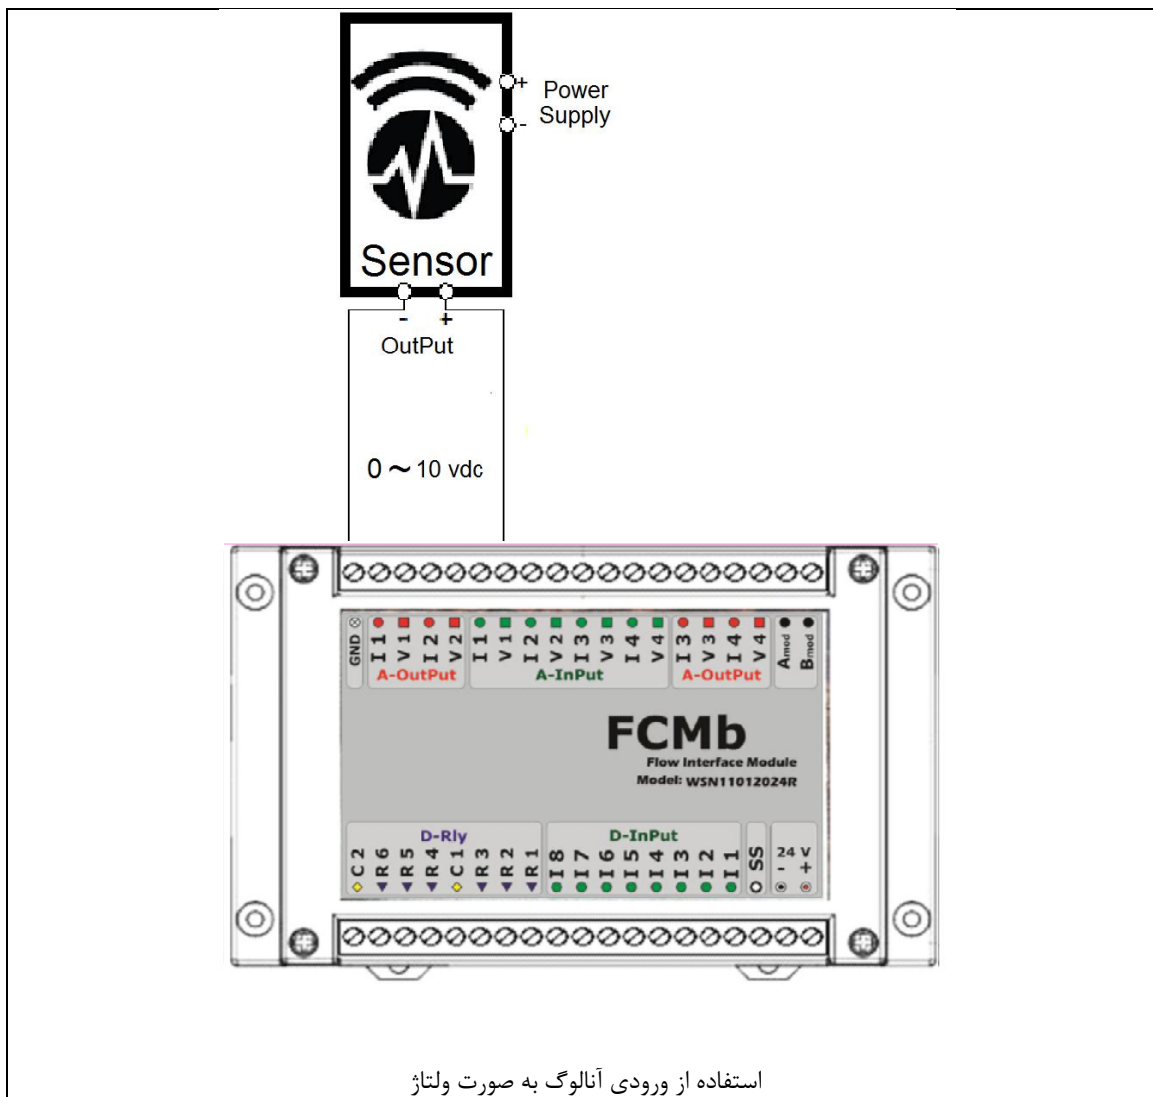 + Power
- Supply
Sensor
- +
OutPut
0 ~ 10 vdc
GND I 1 V 1 I 2 V 2 I 1 V 1 I 2 V 2 I 3 V 3 I 4 V 4 I 3 V 3 I 4 V 4 Amod Bmod
A-OutPut A-InPut A-OutPut
FCMb
Flow Interface Module
Model: WSN11012024R
D-Rly D-InPut
C 2 R 6 R 5 R 4 C 1 R 3 R 2 R 1 I 8 I 7 I 6 I 5 I 4 I 3 I 2 I 1 SS 24 V
- +
استفاده از ورودی آنالوگ به صورت ولتاژ